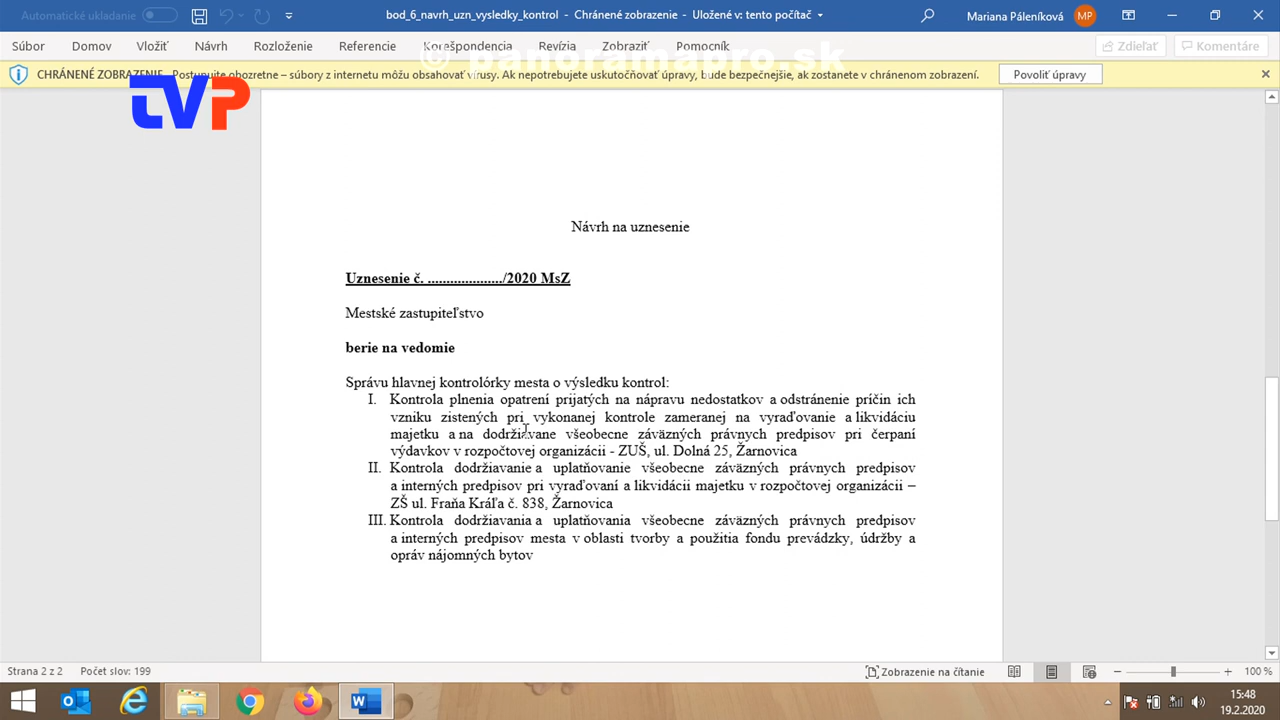 Automatické ukladanie
bod_6_navrh_uzn_vysledky_kontrol - Chránené zobrazenie - Uložené v: tento počítač
Mariana Páleníková MP
Súbor Domov Vložiť Návrh Rozloženie Referencie Korešpondencia Revízia Zobraziť Pomocník Zdieľať Komentáre
© panoramapro.sk
CHRÁNENÉ ZOBRAZENIE Postupujte obozretne – súbory z internetu môžu obsahovať vírusy. Ak nepotrebujete uskutočňovať úpravy, bude bezpečnejšie, ak zostanete v chránenom zobrazení. Povoliť úpravy
tVP
Návrh na uznesenie
Uznesenie č. ..................../2020 MsZ
Mestské zastupiteľstvo
berie na vedomie
Správu hlavnej kontrolórky mesta o výsledku kontrol:
I. Kontrola plnenia opatrení prijatých na nápravu nedostatkov a odstránenie príčin ich
vzniku zistených pri vykonanej kontrole zameranej na vyraďovanie a likvidáciu
majetku a na dodržiavane všeobecne záväzných právnych predpisov pri čerpaní
výdavkov v rozpočtovej organizácii - ZUŠ, ul. Dolná 25, Žarnovica
II. Kontrola dodržiavanie a uplatňovanie všeobecne záväzných právnych predpisov
a interných predpisov pri vyraďovaní a likvidácii majetku v rozpočtovej organizácii –
ZŠ ul. Fraňa Kráľa č. 838, Žarnovica
III. Kontrola dodržiavania a uplatňovania všeobecne záväzných právnych predpisov
a interných predpisov mesta v oblasti tvorby a použitia fondu prevádzky, údržby a
opráv nájomných bytov
Strana 2 z 2 Počet slov: 199 Zobrazenie na čítanie 100 %
15:48
19.2.2020